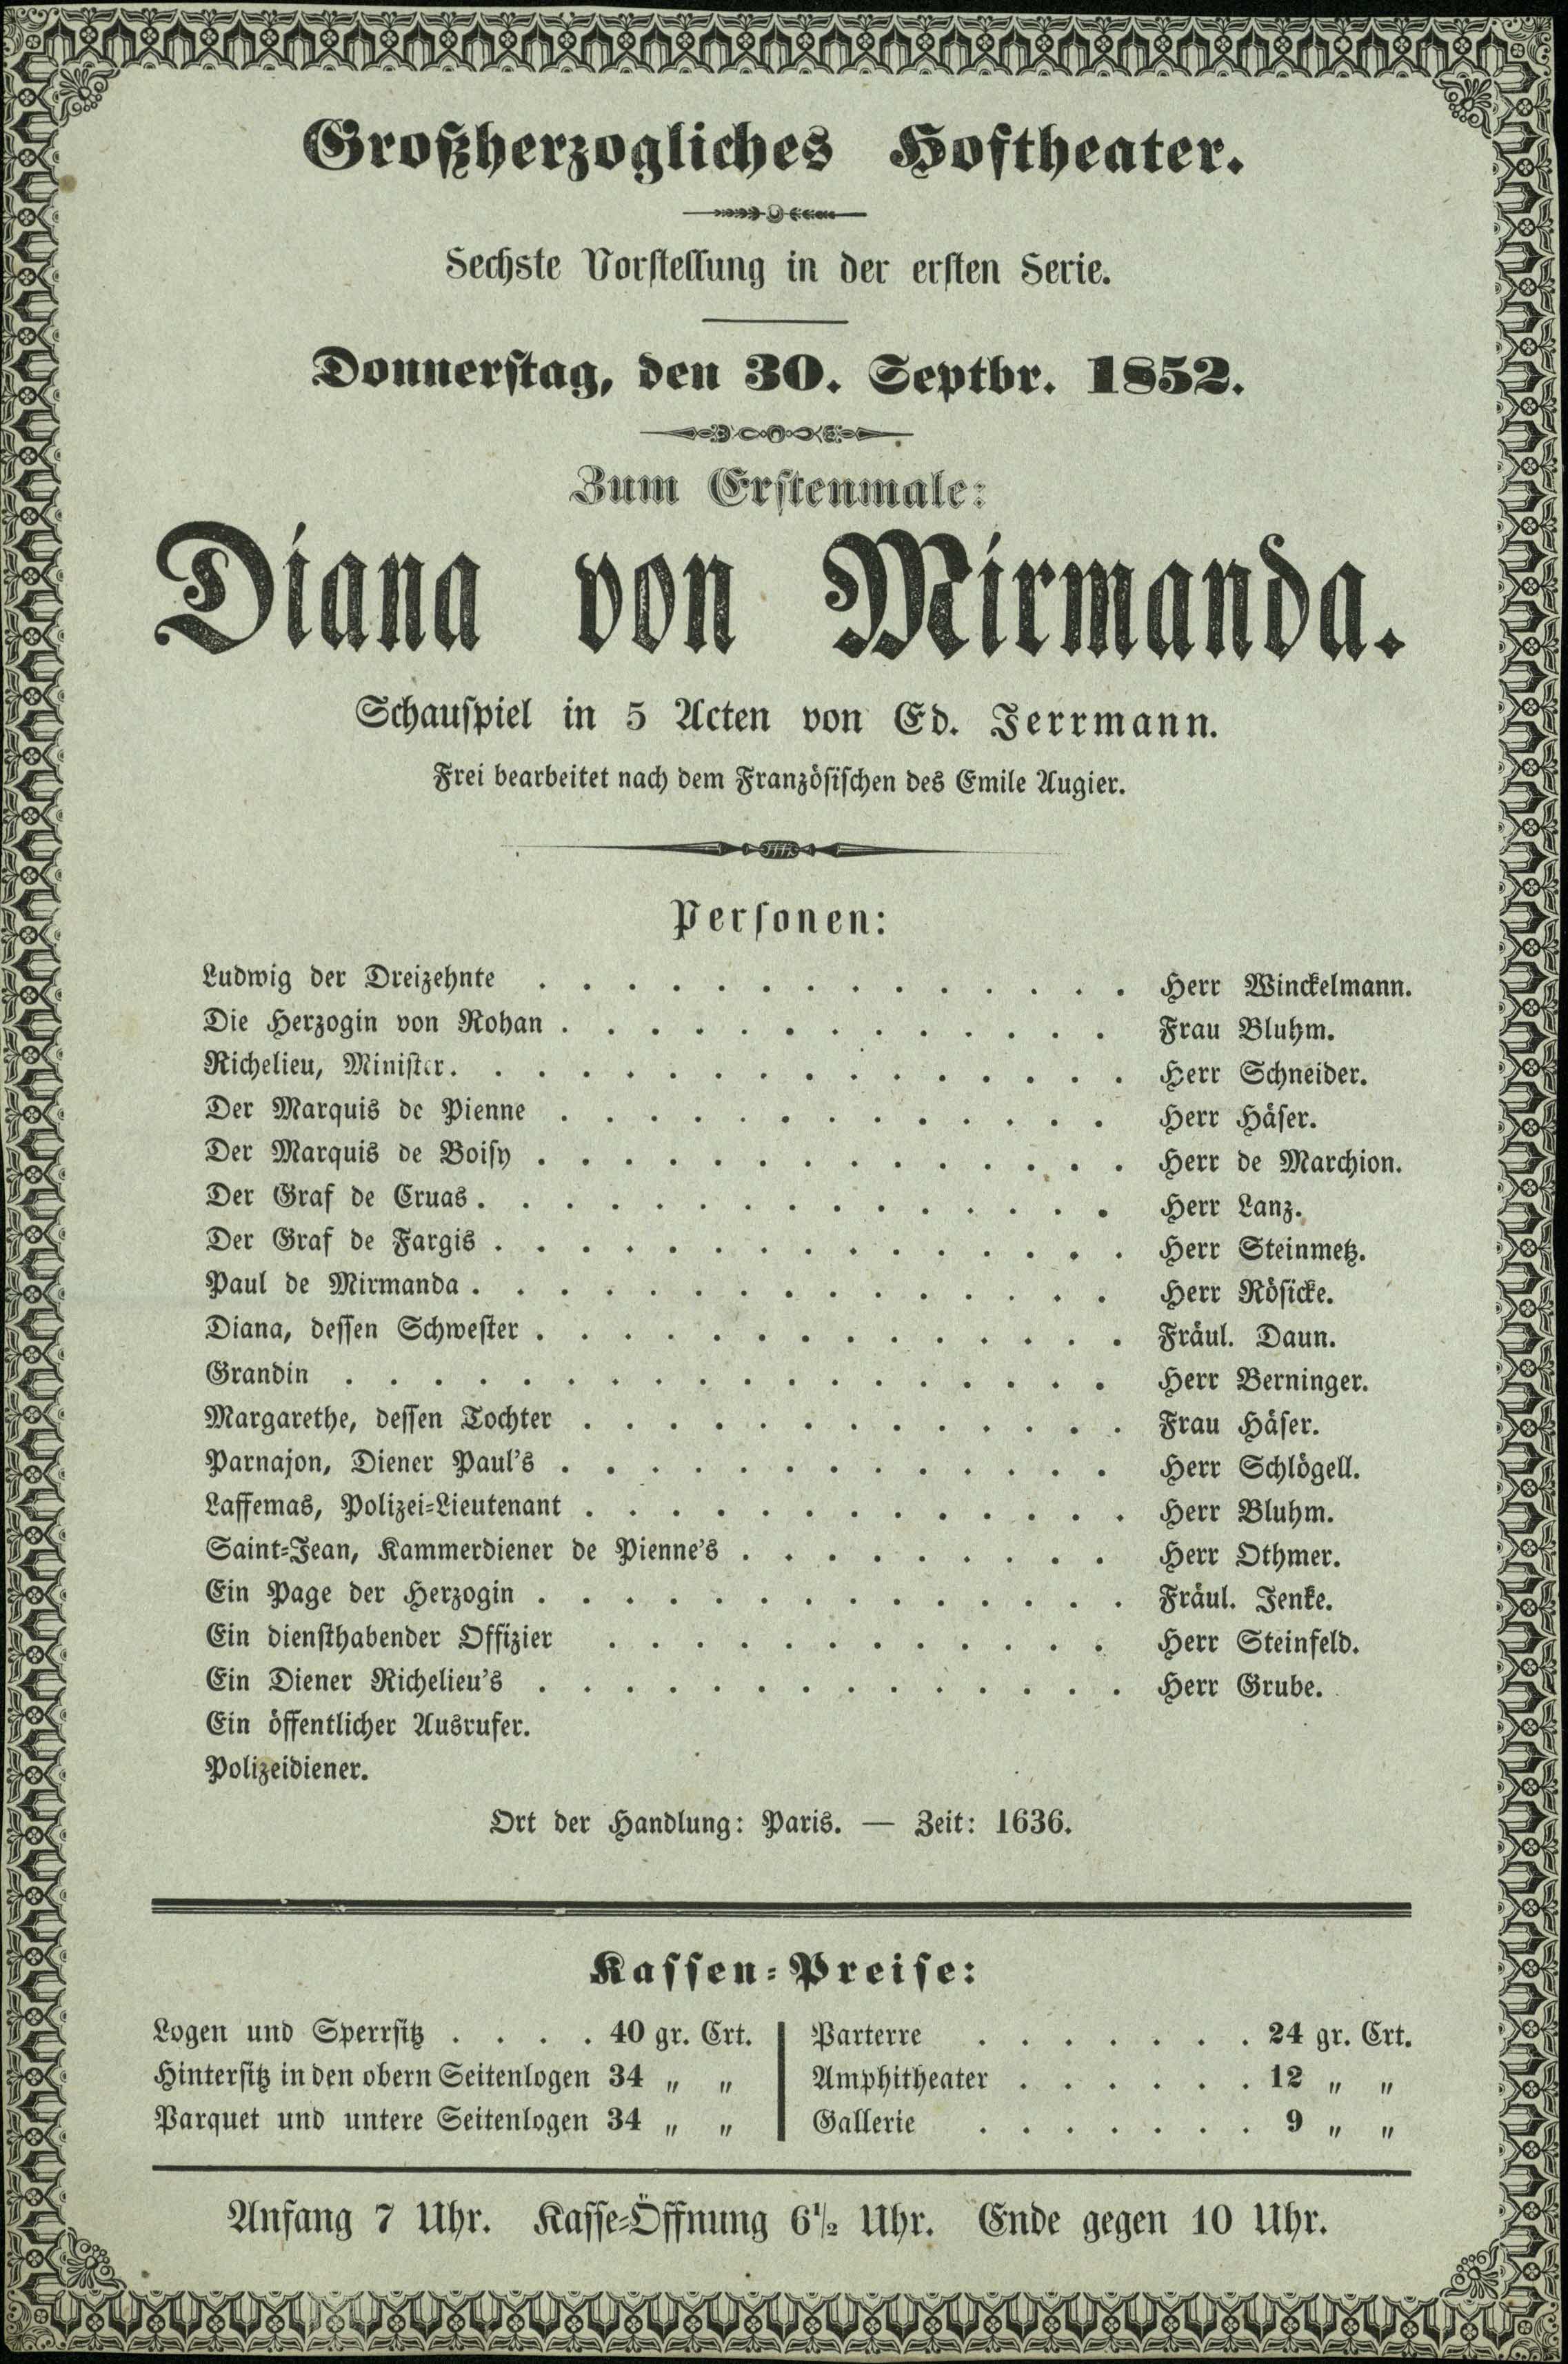 Großherzogliches Hoftheater.
Sechste Vorstellung in der ersten Serie.
Donnerstag, den 30. Septbr. 1852.
Zum Erstenmale:
Diana von Mirmanda.
Schauspiel in 5 Acten von Ed. Jerrmann.
Frei bearbeitet nach dem Französischen des Emile Augier.
Personen:
Ludwig der Dreizehnte . . . . . . . . . . . . . . Herr Winckelmann.
Die Herzogin von Rohan . . . . . . . . . . . . . Frau Bluhm.
Richelieu, Minister. . . . . . . . . . . . . . . . Herr Schneider.
Der Marquis de Pienne . . . . . . . . . . . . . Herr Häser.
Der Marquis de Boisy . . . . . . . . . . . . . . Herr de Marchion.
Der Graf de Cruas . . . . . . . . . . . . . . . Herr Lanz.
Der Graf de Fargis . . . . . . . . . . . . . . . Herr Steinmetz.
Paul de Mirmanda . . . . . . . . . . . . . . . Herr Rösicke.
Diana, dessen Schwester . . . . . . . . . . . . . . Fräul. Daun.
Grandin . . . . . . . . . . . . . . . . . . Herr Berninger.
Margarethe, dessen Tochter . . . . . . . . . . . . . Frau Häser.
Parnajon, Diener Paul's . . . . . . . . . . . . . Herr Schlögell.
Laffemas, Polizei-Lieutenant . . . . . . . . . . . . . Herr Bluhm.
Saint-Jean, Kammerdiener de Pienne's . . . . . . . . . Herr Othmer.
Ein Page der Herzogin . . . . . . . . . . . . . . Fräul. Jenke.
Ein diensthabender Offizier . . . . . . . . . . . . Herr Steinfeld.
Ein Diener Richelieu's . . . . . . . . . . . . . . Herr Grube.
Ein öffentlicher Ausrufer.
Polizeidiener.
Ort der Handlung: Paris. — Zeit: 1636.
Kassen-Preise:
Logen und Sperrsitz . . . . 40 gr. Crt.
Hintersitz in den obern Seitenlogen 34 „ „
Parquet und untere Seitenlogen 34 „ „
Parterre . . . . . . . 24 gr. Crt.
Amphitheater . . . . . . 12 „ „
Gallerie . . . . . . . 9 „ „
Anfang 7 Uhr. Kasse-Öffnung 6½ Uhr. Ende gegen 10 Uhr.